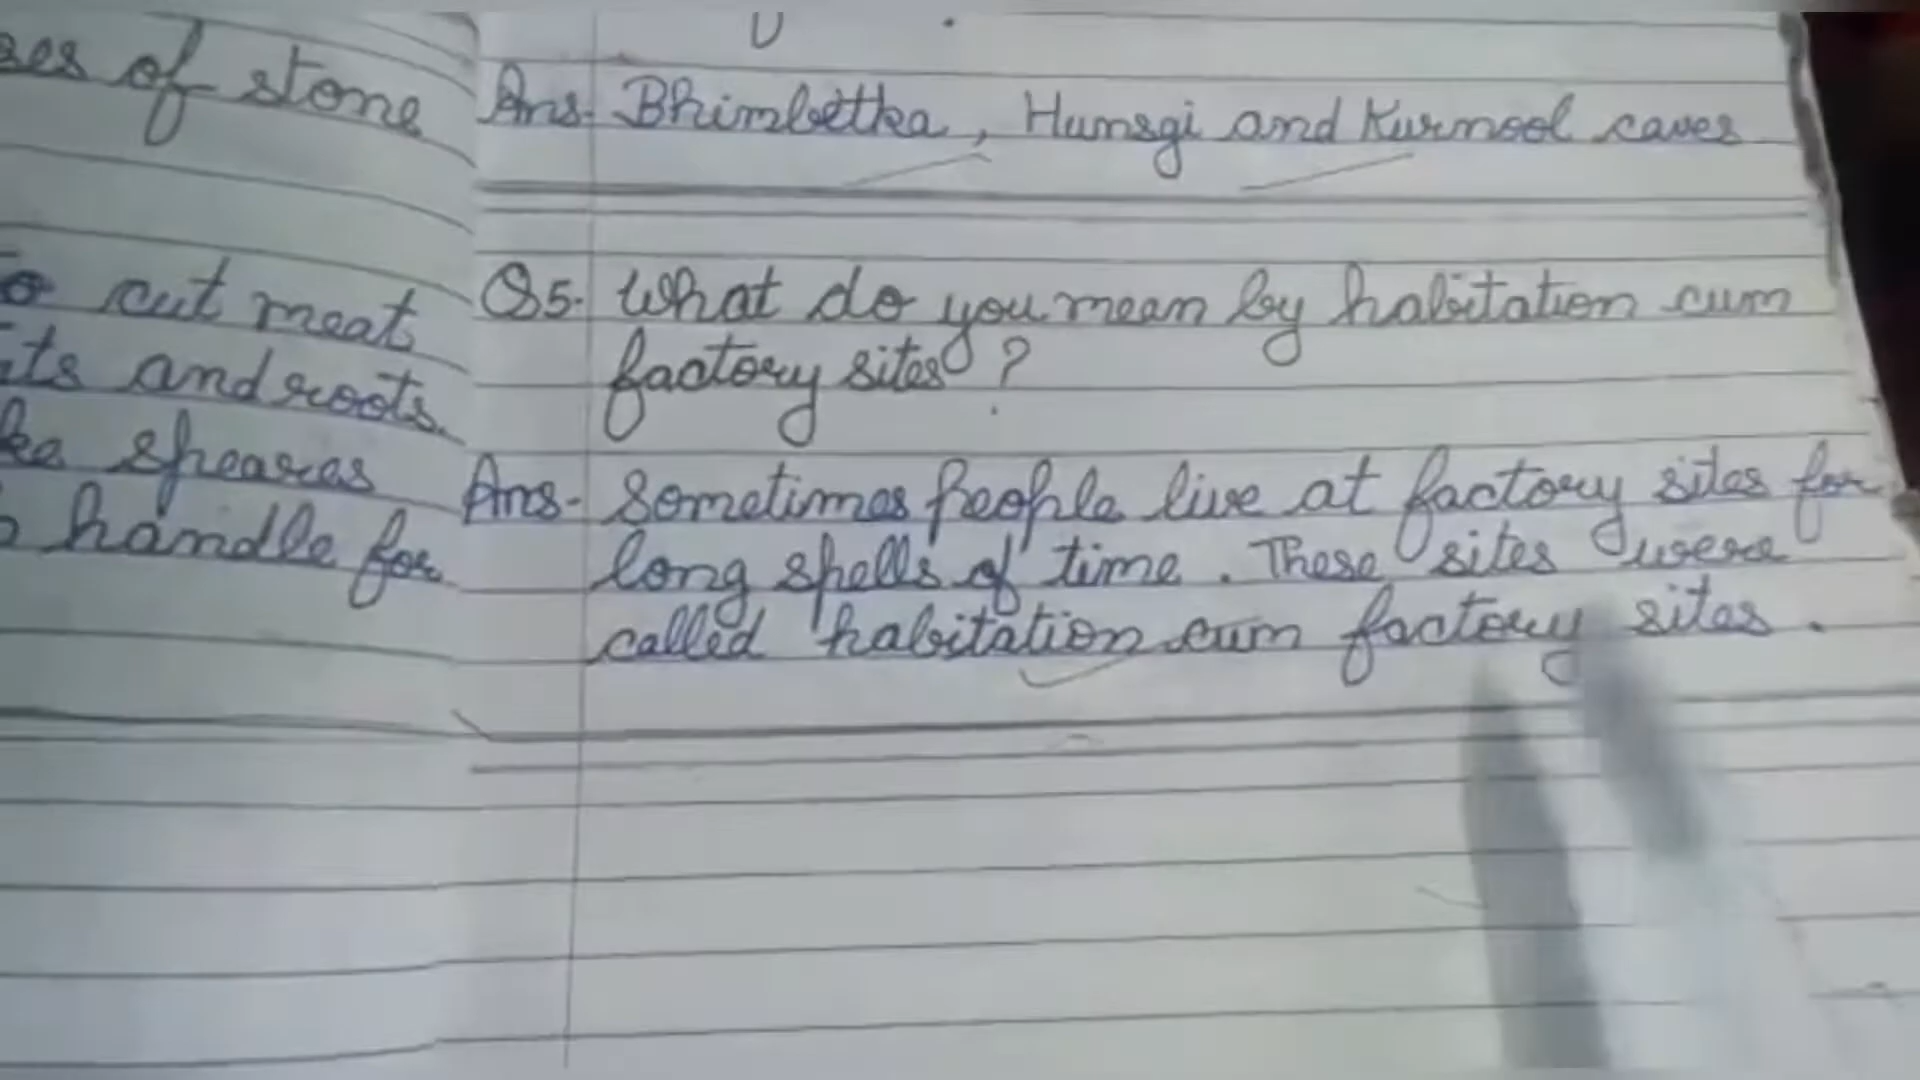 ses of stone
o cut meat
its and roots.
ke speares
handle for
Ans- Bhimbetka, Hunsgi and Kurnool caves
Q5. What do you mean by habitation cum
factory sites ?
Ans- Sometimes people live at factory sites for
long spells of time. These sites were
called habitation cum factory sites.